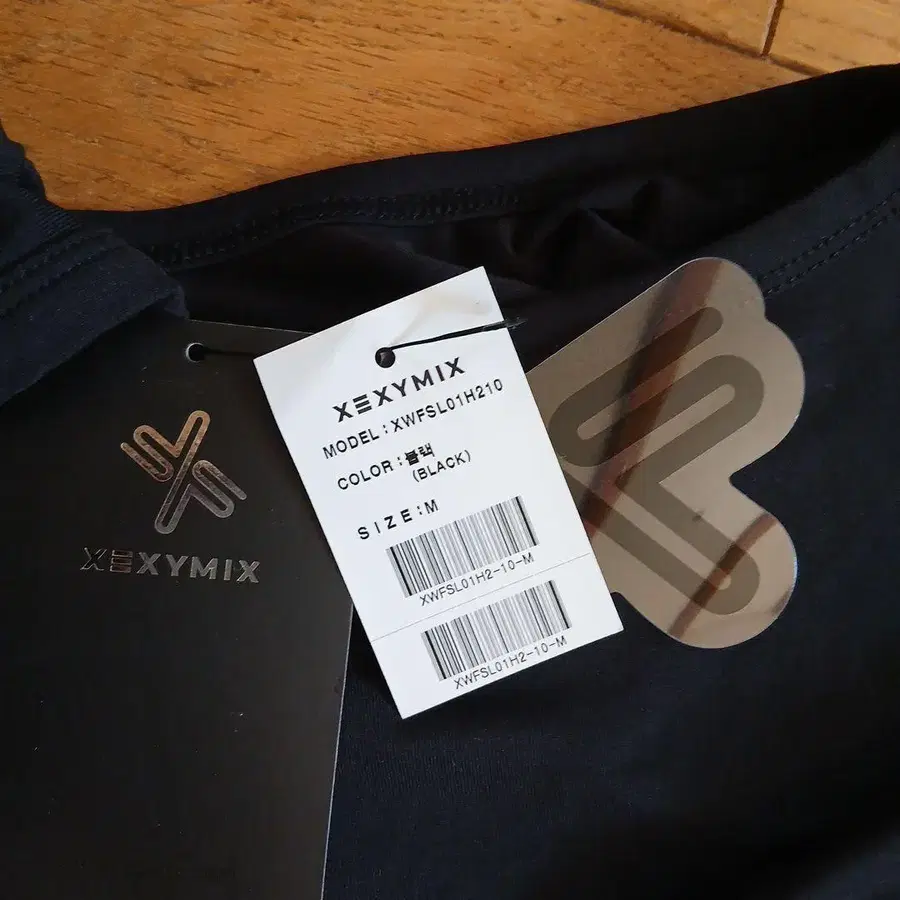 XEXYMIX
XEXYMIX
MODEL : XWFSL01H210
COLOR : 블랙
(BLACK)
SIZE : M
XWFSL01H2-10-M
XWFSL01H2-10-M